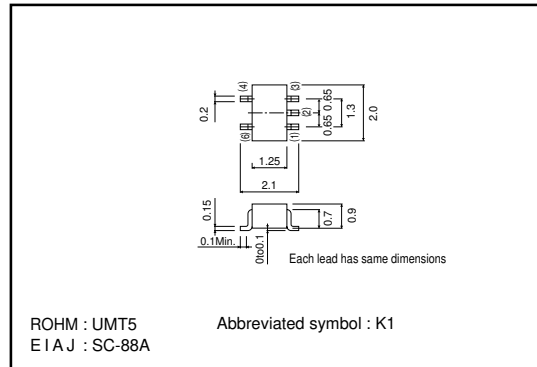 (4)
(3)
0.2
(2)
0.65
0.65
1.3
2.0
(6)
(1)
1.25
2.1
0.15
0.7
0.9
0.1Min.
0to0.1
Each lead has same dimensions
ROHM : UMT5
Abbreviated symbol : K1
E I A J : SC-88A